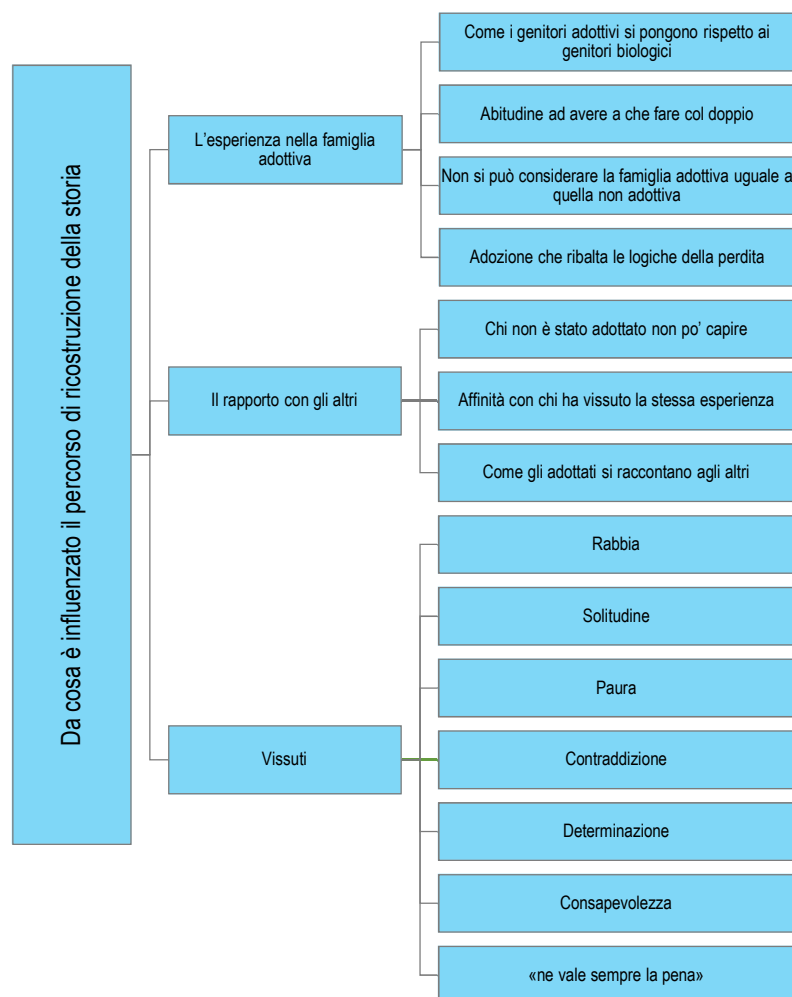 Da cosa è influenzato il percorso di ricostruzione della storia
L'esperienza nella famiglia
adottiva
Come i genitori adottivi si pongono rispetto ai
genitori biologici
Abitudine ad avere a che fare col doppio
Non si può considerare la famiglia adottiva uguale a
quella non adottiva
Adozione che ribalta le logiche della perdita
Il rapporto con gli altri
Chi non è stato adottato non po' capire
Affinità con chi ha vissuto la stessa esperienza
Come gli adottati si raccontano agli altri
Vissuti
Rabbia
Solitudine
Paura
Contraddizione
Determinazione
Consapevolezza
«ne vale sempre la pena»